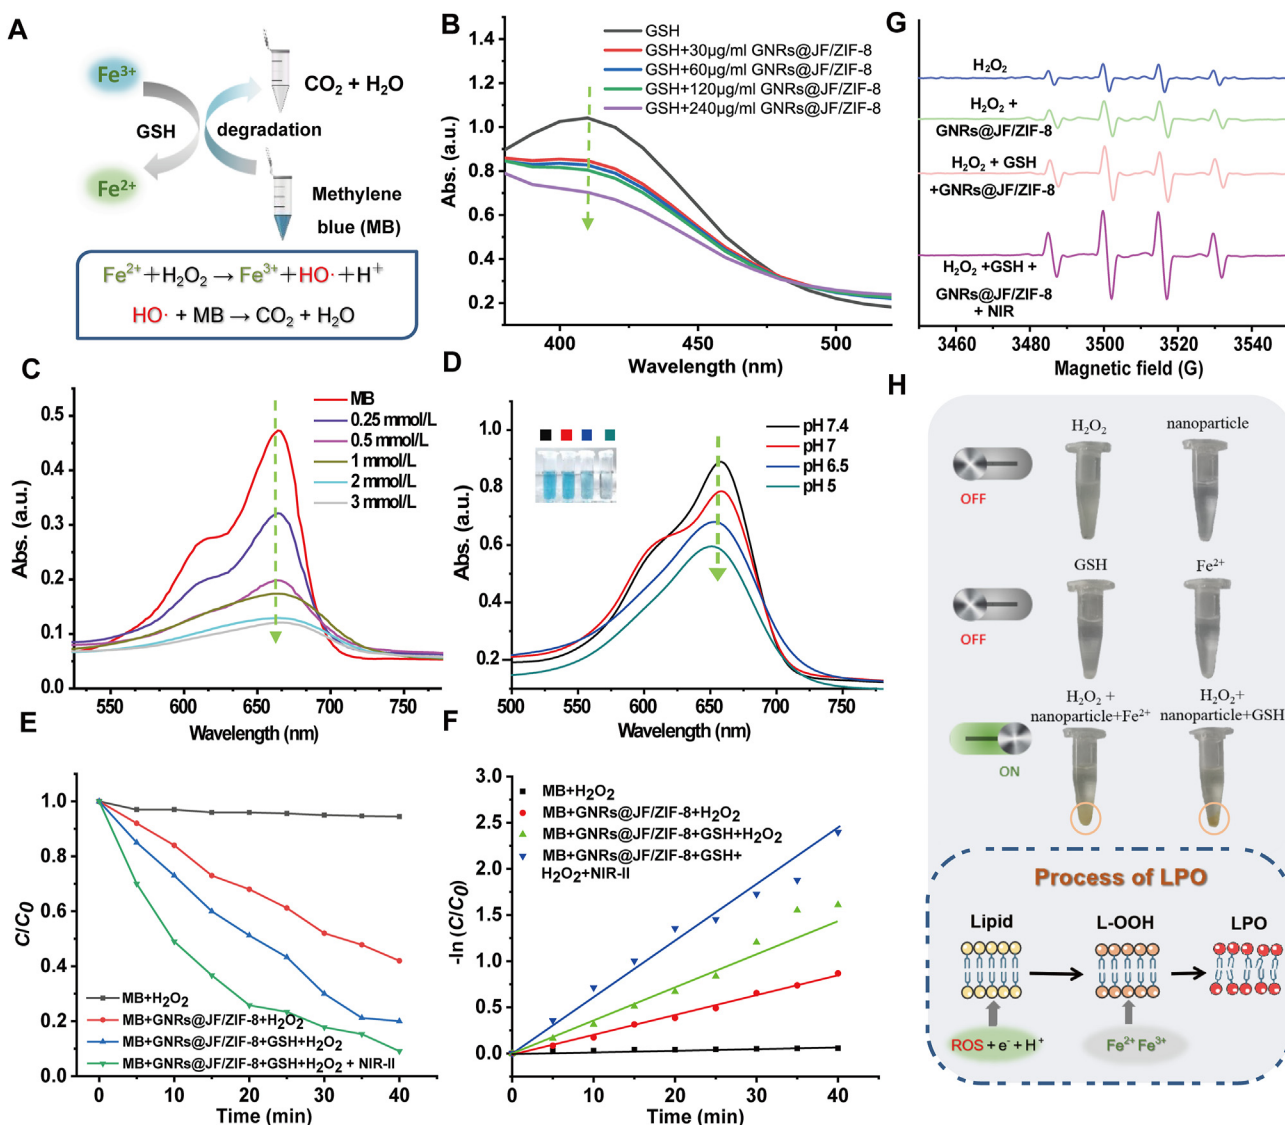 A
Fe3+
GSH
Fe2+
degradation
CO2 + H2O
Methylene
blue (MB)
Fe2+ +H2O2 → Fe3+ +HO· +H+
HO· + MB → CO2 + H2O
B
GSH
GSH+30μg/ml GNRs@JF/ZIF-8
GSH+60μg/ml GNRs@JF/ZIF-8
GSH+120μg/ml GNRs@JF/ZIF-8
GSH+240μg/ml GNRs@JF/ZIF-8
Abs. (a.u.)
1.4
1.2
1.0
0.8
0.6
0.4
0.2
400 450 500
Wavelength (nm)
G
H2O2
H2O2 +
GNRs@JF/ZIF-8
H2O2 + GSH
+GNRs@JF/ZIF-8
H2O2 +GSH +
GNRs@JF/ZIF-8
+ NIR
3460 3480 3500 3520 3540
Magnetic field (G)
C
MB
0.25 mmol/L
0.5 mmol/L
1 mmol/L
2 mmol/L
3 mmol/L
Abs. (a.u.)
0.5
0.4
0.3
0.2
0.1
0.0
550 600 650 700 750
Wavelength (nm)
D
pH 7.4
pH 7
pH 6.5
pH 5
Abs. (a.u.)
1.0
0.8
0.6
0.4
0.2
500 550 600 650 700 750
Wavelength (nm)
E
C/C0
1.0
0.8
0.6
0.4
0.2
0.0
MB+H2O2
MB+GNRs@JF/ZIF-8+H2O2
MB+GNRs@JF/ZIF-8+GSH+H2O2
MB+GNRs@JF/ZIF-8+GSH+H2O2 + NIR-II
0 10 20 30 40
Time (min)
F
-ln (C/C0)
3.0
2.5
2.0
1.5
1.0
0.5
0.0
MB+H2O2
MB+GNRs@JF/ZIF-8+H2O2
MB+GNRs@JF/ZIF-8+GSH+H2O2
MB+GNRs@JF/ZIF-8+GSH+
H2O2+NIR-II
0 10 20 30 40
Time (min)
H
H2O2 nanoparticle
OFF
GSH Fe2+
OFF
H2O2 +
nanoparticle+Fe2+
H2O2+
nanoparticle+GSH
ON
Process of LPO
Lipid L-OOH LPO
ROS + e- + H+
Fe2+ Fe3+